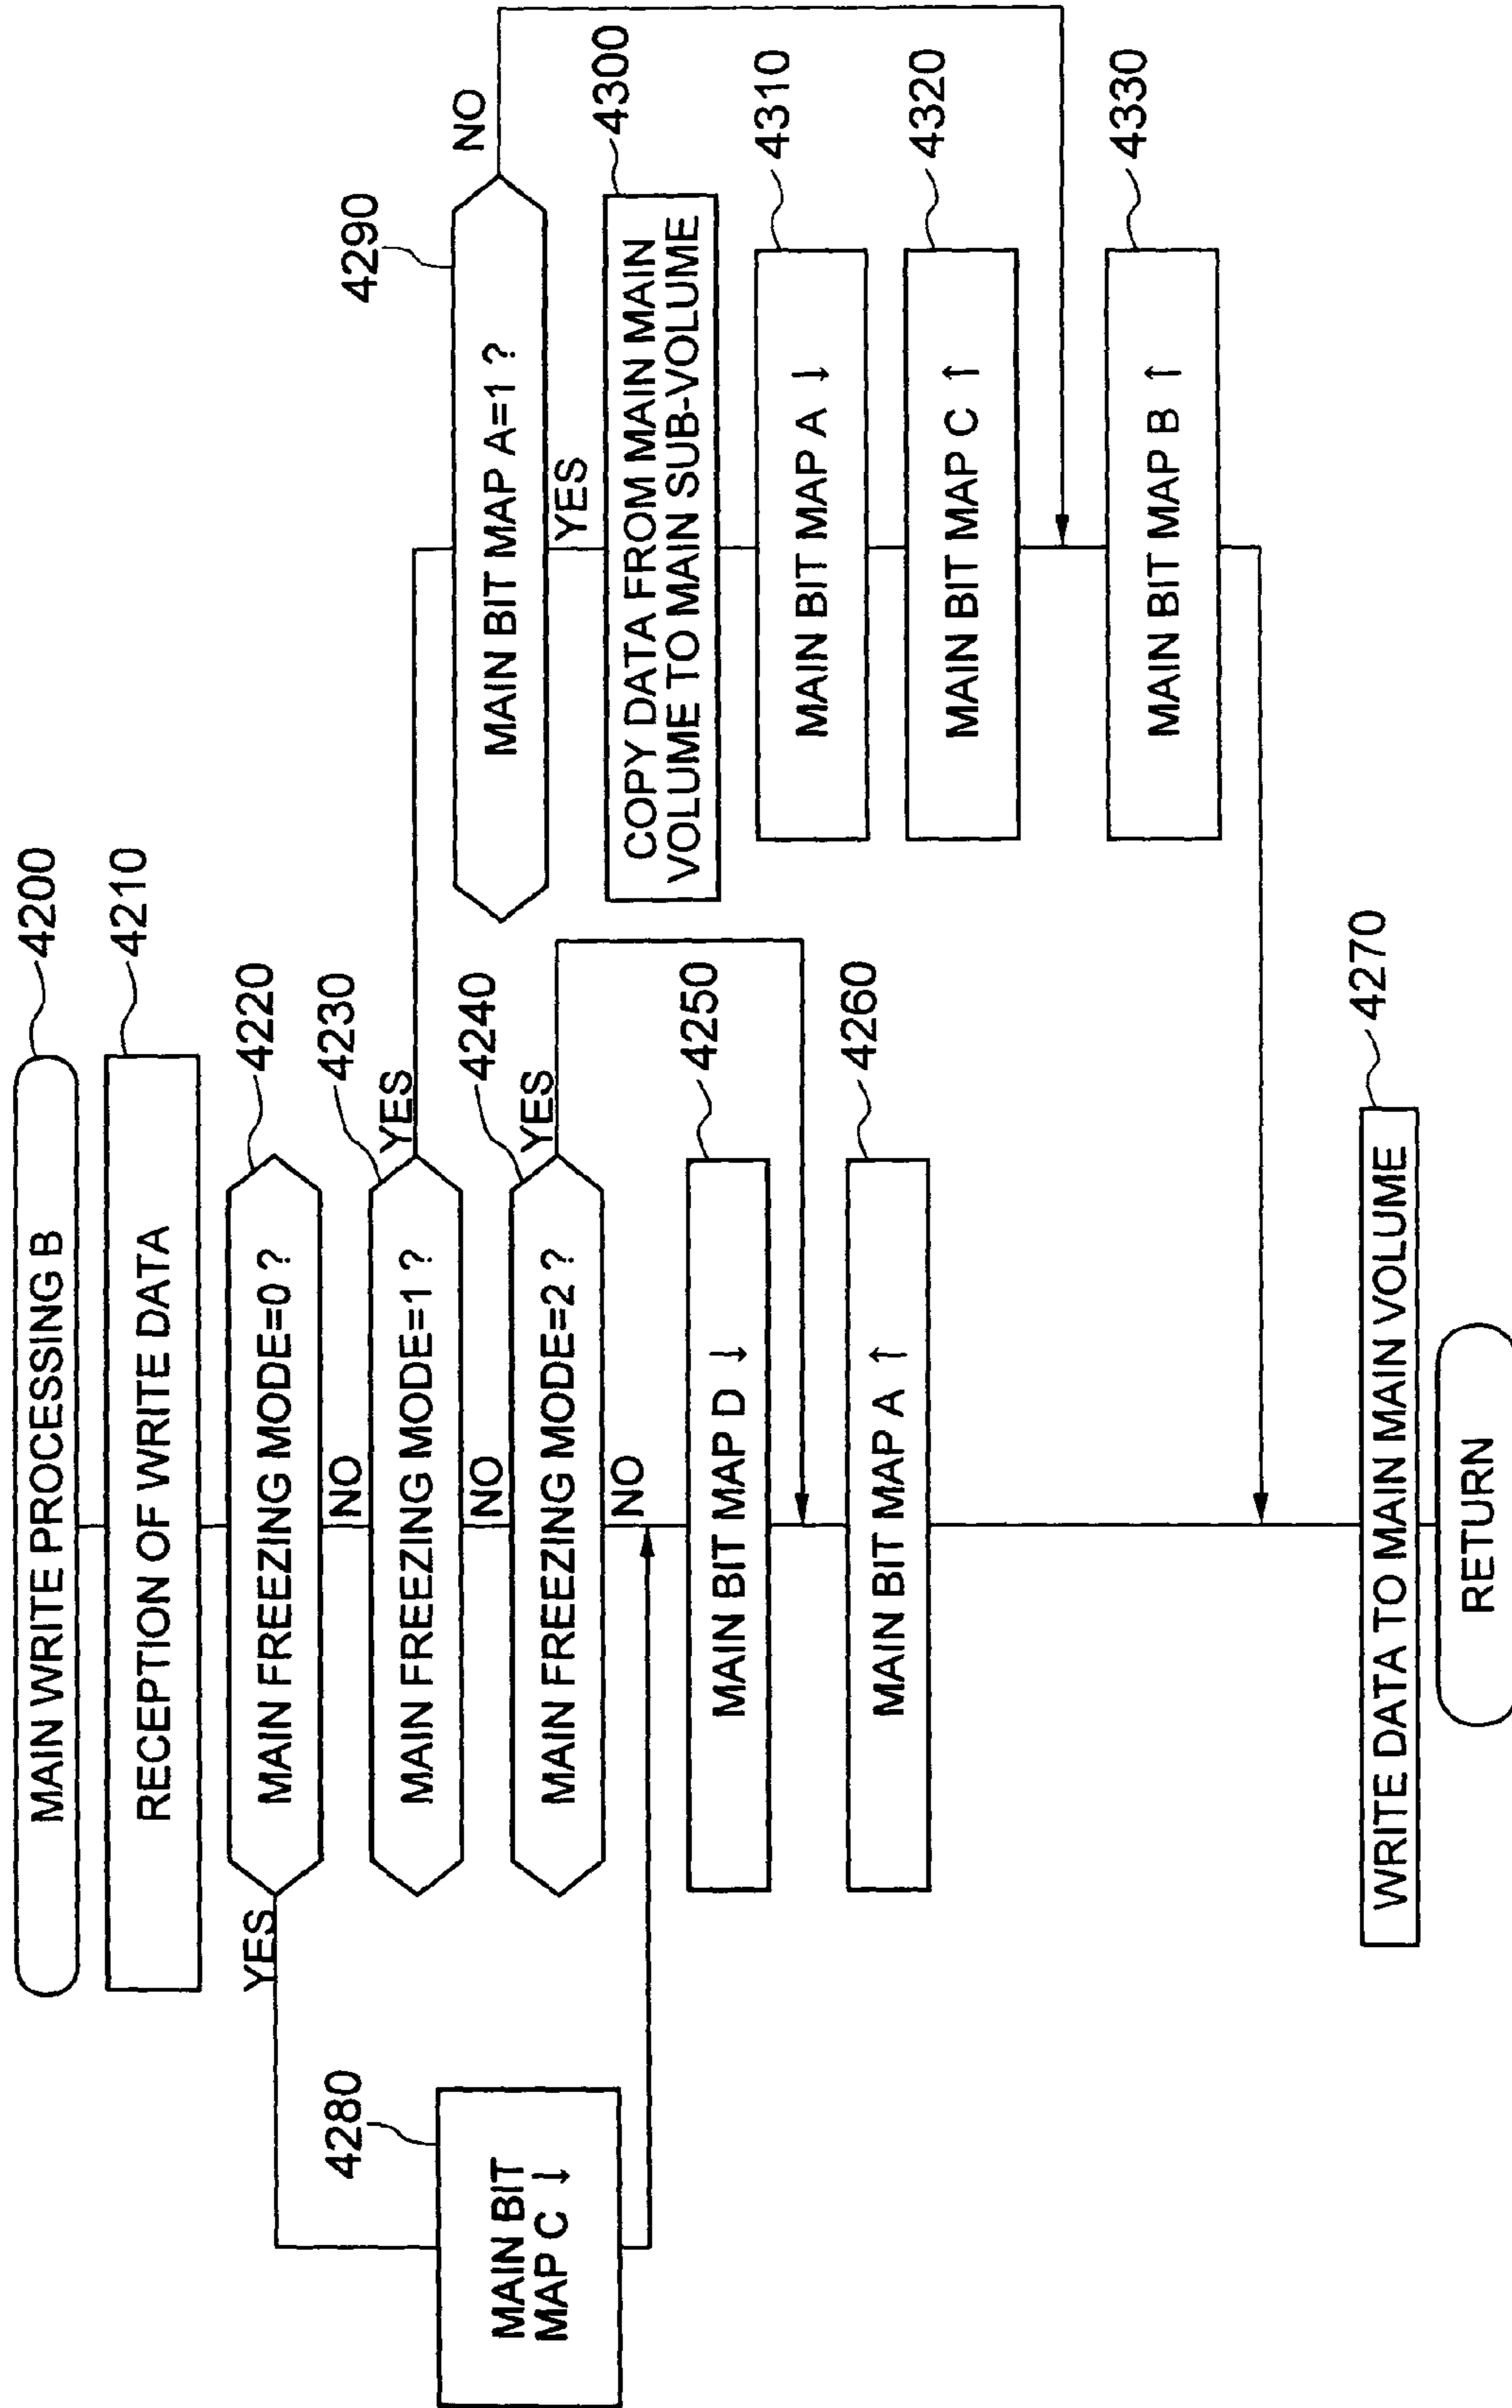 MAIN WRITE PROCESSING B
4200
RECEPTION OF WRITE DATA
4210
MAIN FREEZING MODE=0 ?
4220
YES
NO
MAIN FREEZING MODE=1 ?
4230
YES
NO
MAIN FREEZING MODE=2 ?
4240
YES
NO
4280
MAIN BIT
MAP C ↓
MAIN BIT MAP D ↓
4250
MAIN BIT MAP A ↑
4260
4290
MAIN BIT MAP A=1 ?
NO
YES
4300
COPY DATA FROM MAIN MAIN
VOLUME TO MAIN SUB-VOLUME
MAIN BIT MAP A ↓
4310
MAIN BIT MAP C ↑
4320
MAIN BIT MAP B ↑
4330
WRITE DATA TO MAIN MAIN VOLUME
4270
RETURN